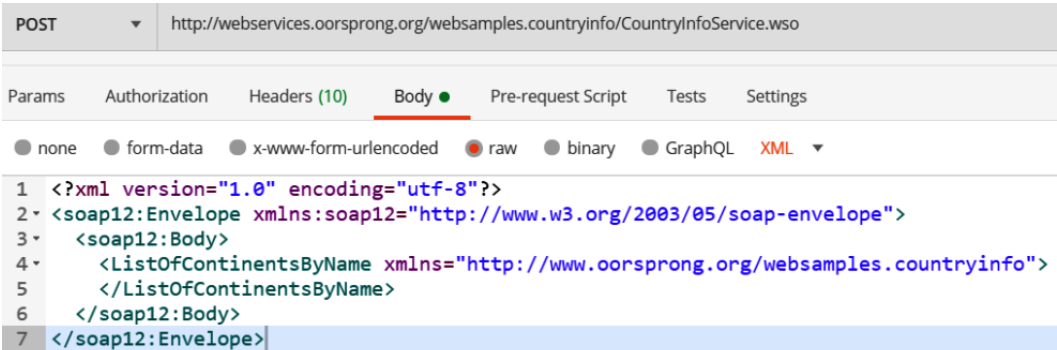 POST http://webservices.oorsprong.org/websamples.countryinfo/CountryInfoService.wso
Params Authorization Headers (10) Body Pre-request Script Tests Settings
none form-data x-www-form-urlencoded raw binary GraphQL XML
1 <?xml version="1.0" encoding="utf-8"?>
2 <soap12:Envelope xmlns:soap12="http://www.w3.org/2003/05/soap-envelope">
3 <soap12:Body>
4 <ListOfContinentsByName xmlns="http://www.oorsprong.org/websamples.countryinfo">
5 </ListOfContinentsByName>
6 </soap12:Body>
7 </soap12:Envelope>